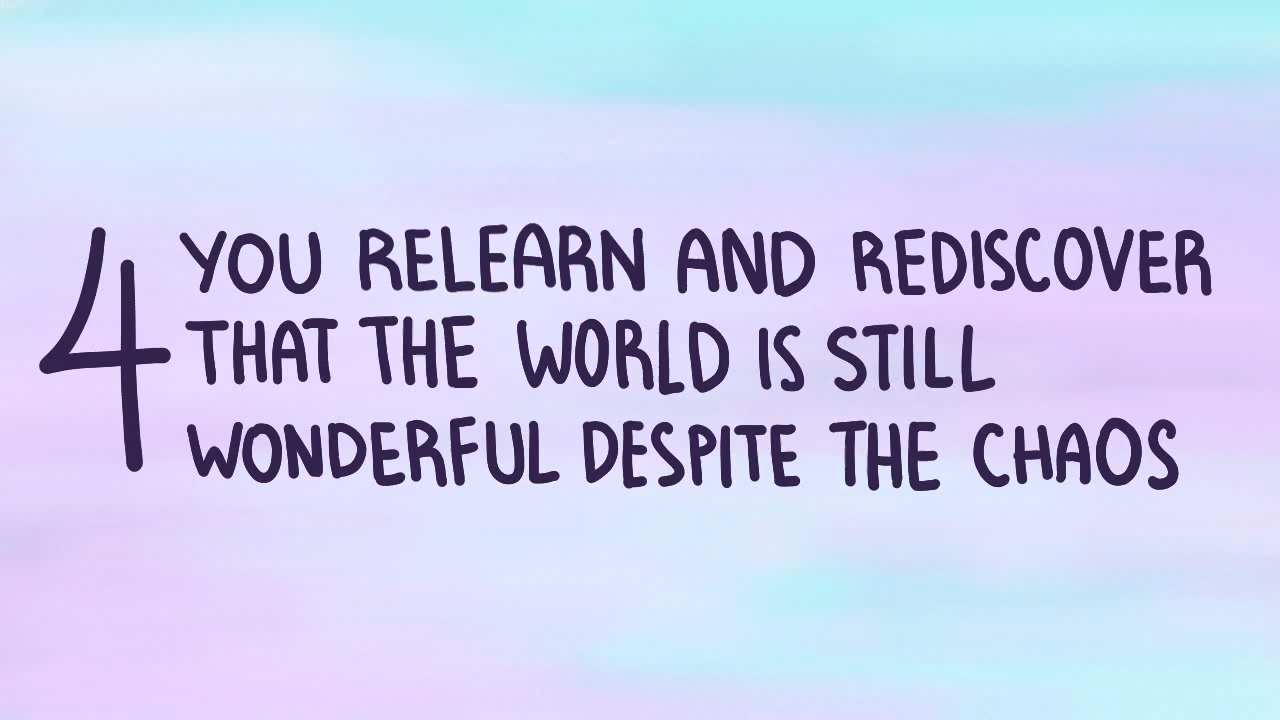 4 YOU RELEARN AND REDISCOVER
THAT THE WORLD IS STILL
WONDERFUL DESPITE THE CHAOS